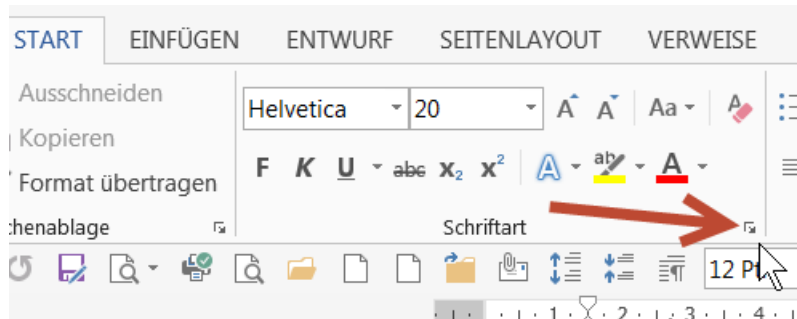 START EINFÜGEN ENTWURF SEITENLAYOUT VERWEISE
Ausschneiden
Helvetica 20 A A Aa A
Kopieren
F K U abc X₂ X² A ab A
Format übertragen
chenablage Schriftart
12 P
1 2 3 4